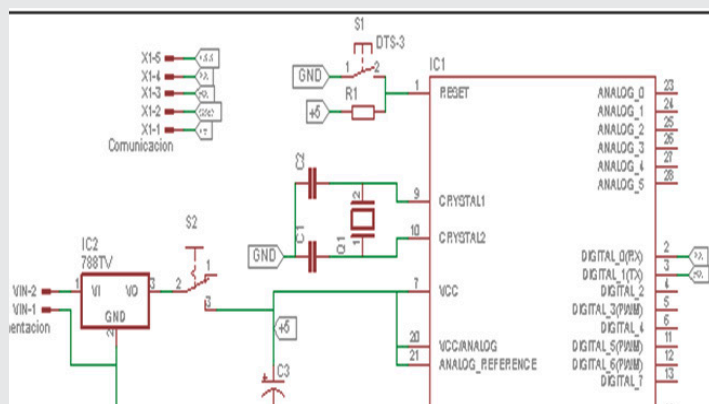 S1
DTS-3
IC1
GND
1
2
R1
+5
1
RESET
X1-5
X1-4
X1-3
X1-2
X1-1
Comunicacion
C2
C1
2
1
Q1
GND
9
CRYSTAL1
10
CRYSTAL2
ANALOG_0
23
ANALOG_1
24
ANALOG_2
25
ANALOG_3
26
ANALOG_4
27
ANALOG_5
28
S2
IC2
788TV
VIN-2
1
VI
VO
3
2
1
3
VIN-1
GND
2
entacion
+5
C3
7
VCC
20
VCC/ANALOG
21
ANALOG_REFERENCE
DIGITAL_0(RX)
2
DIGITAL_1(TX)
3
DIGITAL_2
4
DIGITAL_3(PWM)
5
DIGITAL_4
6
DIGITAL_5(PWM)
11
DIGITAL_6(PWM)
12
DIGITAL_7
13